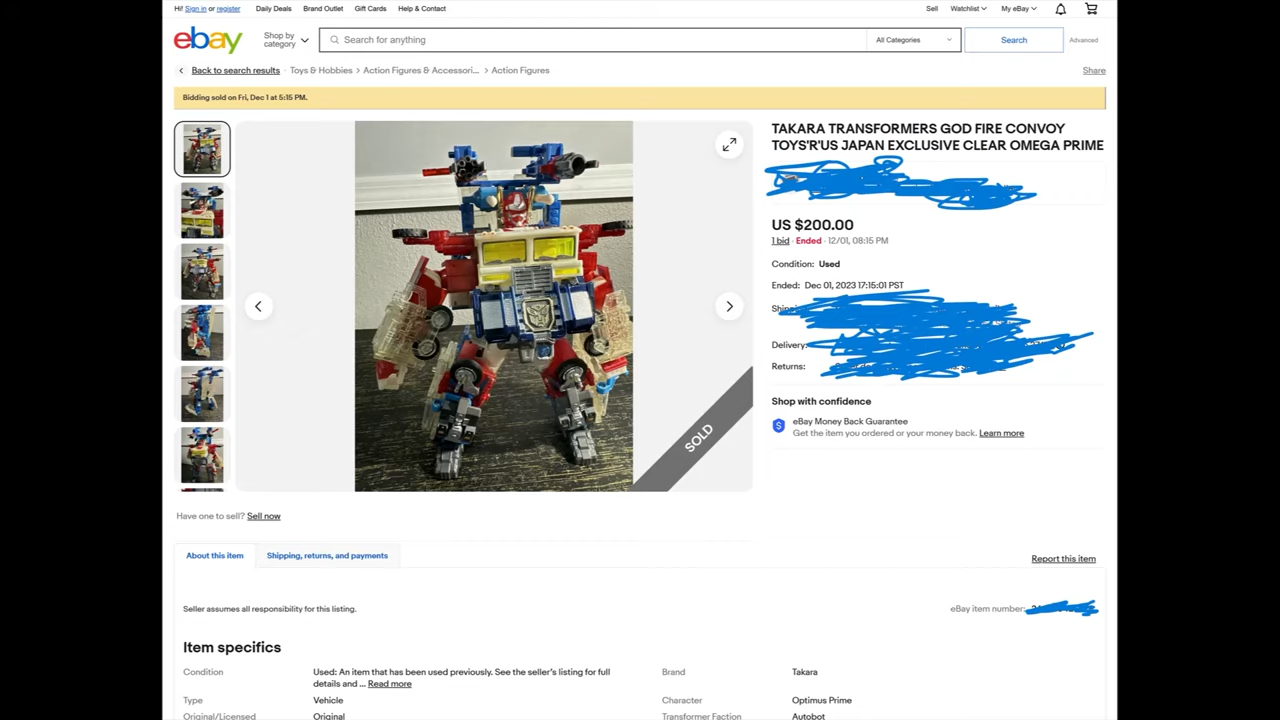 Hi! Sign in or register
Daily Deals
Brand Outlet
Gift Cards
Help & Contact
Sell
Watchlist
My eBay
ebay
Shop by category
Search for anything
All Categories
Search
Advanced
Back to search results
Toys & Hobbies
Action Figures & Accessori...
Action Figures
Share
Bidding sold on Fri, Dec 1 at 5:15 PM.
TAKARA TRANSFORMERS GOD FIRE CONVOY
TOYS'R'US JAPAN EXCLUSIVE CLEAR OMEGA PRIME
US $200.00
1 bid · Ended · 12/01, 08:15 PM
Condition: Used
Ended: Dec 01, 2023 17:15:01 PST
Delivery:
Returns:
Shop with confidence
eBay Money Back Guarantee
Get the item you ordered or your money back. Learn more
SOLD
Have one to sell? Sell now
About this item
Shipping, returns, and payments
Report this item
Seller assumes all responsibility for this listing.
eBay item number:
Item specifics
Condition
Used: An item that has been used previously. See the seller's listing for full
details and ... Read more
Brand
Takara
Type
Vehicle
Character
Optimus Prime
Original/Licensed
Original
Transformer Faction
Autobot